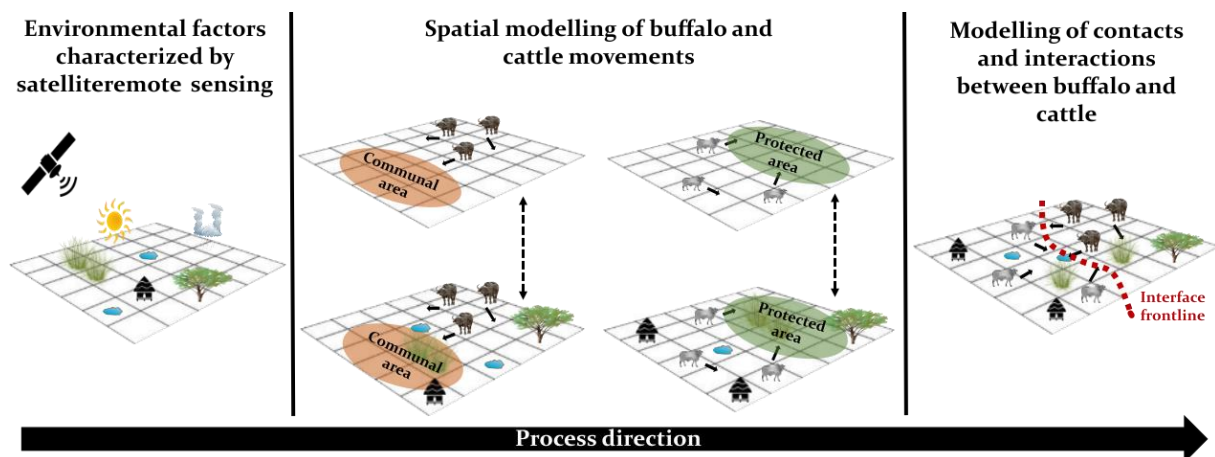 Environmental factors
characterized by
satelliteremote sensing
Spatial modelling of buffalo and
cattle movements
Modelling of contacts
and interactions
between buffalo and
cattle
Communal
area
Protected
area
Communal
area
Protected
area
Interface
frontline
Process direction